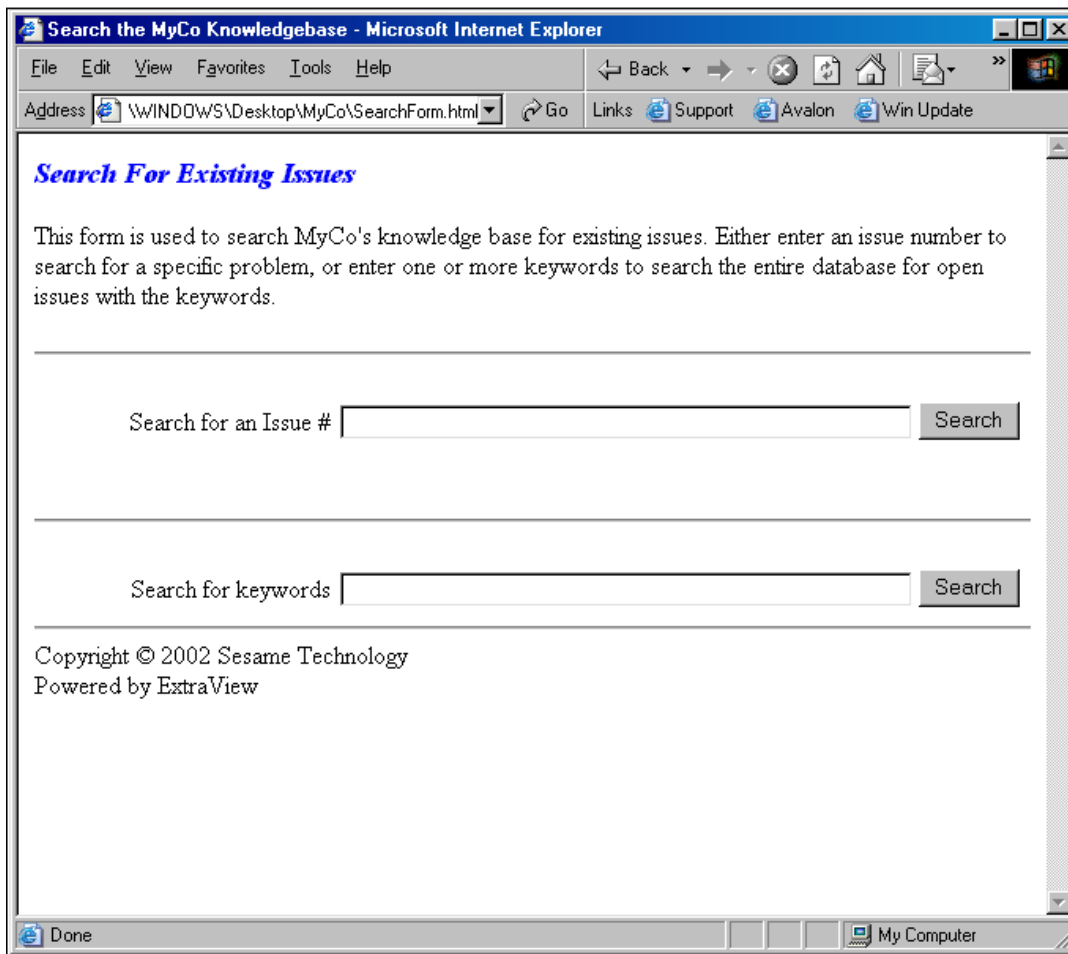 Search the MyCo Knowledgebase - Microsoft Internet Explorer
File Edit View Favorites Tools Help Back »
Address \WINDOWS\Desktop\MyCo\SearchForm.html Go Links Support Avalon Win Update
Search For Existing Issues
This form is used to search MyCo's knowledge base for existing issues. Either enter an issue number to
search for a specific problem, or enter one or more keywords to search the entire database for open
issues with the keywords.
Search for an Issue # Search
Search for keywords Search
Copyright © 2002 Sesame Technology
Powered by ExtraView
Done My Computer